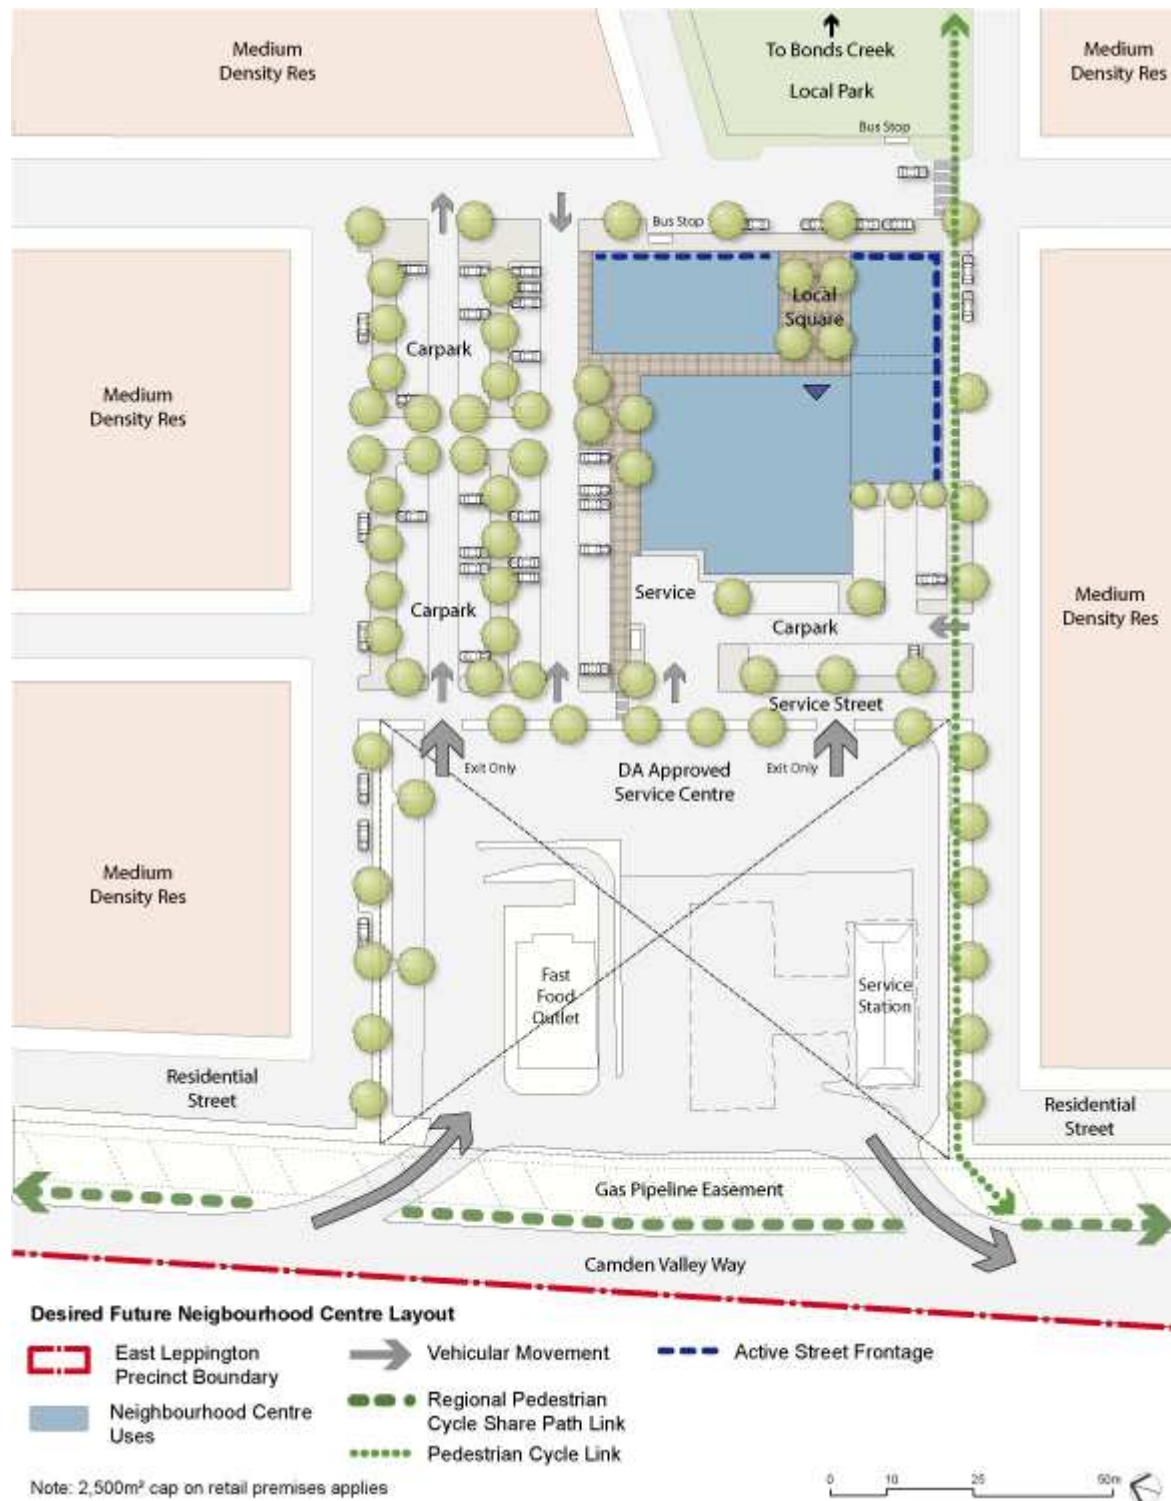 Medium
Density Res
To Bonds Creek
Local Park
Medium
Density Res
Bus Stop
Bus Stop
Local
Square
Carpark
Medium
Density Res
Carpark
Service
Carpark
Medium
Density Res
Service Street
Exit Only
DA Approved
Service Centre
Exit Only
Medium
Density Res
Fast
Food
Outlet
Service
Station
Residential
Street
Residential
Street
Gas Pipeline Easement
Camden Valley Way
Desired Future Neigbourhood Centre Layout
East Leppington
Precinct Boundary
Vehicular Movement
Active Street Frontage
Neighbourhood Centre
Uses
Regional Pedestrian
Cycle Share Path Link
Pedestrian Cycle Link
Note: 2,500m² cap on retail premises applies
0 10 25 50m